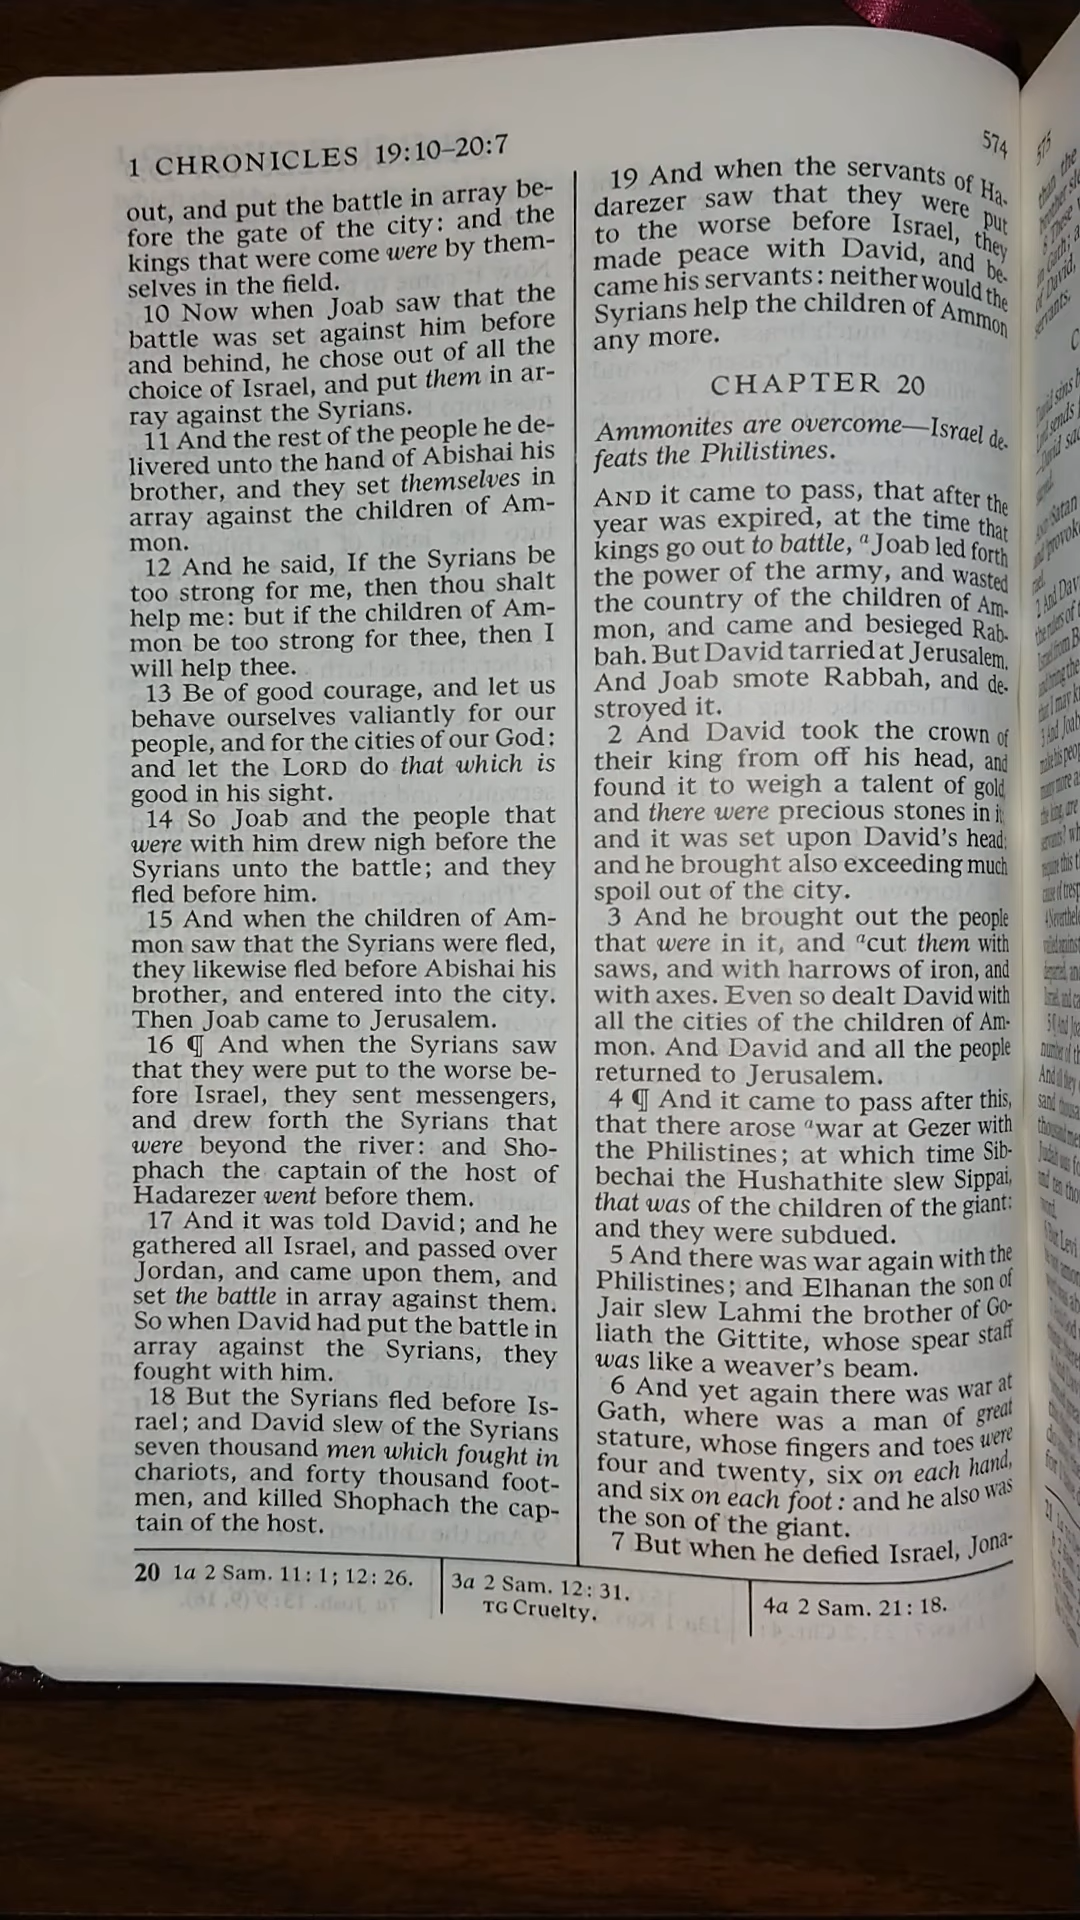 1 CHRONICLES 19:10–20:7
574
out, and put the battle in array be-
fore the gate of the city: and the
kings that were come were by them-
selves in the field.
10 Now when Joab saw that the
battle was set against him before
and behind, he chose out of all the
choice of Israel, and put them in ar-
ray against the Syrians.
11 And the rest of the people he de-
livered unto the hand of Abishai his
brother, and they set themselves in
array against the children of Am-
mon.
12 And he said, If the Syrians be
too strong for me, then thou shalt
help me: but if the children of Am-
mon be too strong for thee, then I
will help thee.
13 Be of good courage, and let us
behave ourselves valiantly for our
people, and for the cities of our God:
and let the LORD do that which is
good in his sight.
14 So Joab and the people that
were with him drew nigh before the
Syrians unto the battle; and they
fled before him.
15 And when the children of Am-
mon saw that the Syrians were fled,
they likewise fled before Abishai his
brother, and entered into the city.
Then Joab came to Jerusalem.
16 ¶ And when the Syrians saw
that they were put to the worse be-
fore Israel, they sent messengers,
and drew forth the Syrians that
were beyond the river: and Sho-
phach the captain of the host of
Hadarezer went before them.
17 And it was told David; and he
gathered all Israel, and passed over
Jordan, and came upon them, and
set the battle in array against them.
So when David had put the battle in
array against the Syrians, they
fought with him.
18 But the Syrians fled before Is-
rael; and David slew of the Syrians
seven thousand men which fought in
chariots, and forty thousand foot-
men, and killed Shophach the cap-
tain of the host.
19 And when the servants of Ha-
darezer saw that they were put
to the worse before Israel, they
made peace with David, and be-
came his servants: neither would the
Syrians help the children of Ammon
any more.
CHAPTER 20
Ammonites are overcome—Israel de-
feats the Philistines.
AND it came to pass, that after the
year was expired, at the time that
kings go out to battle, aJoab led forth
the power of the army, and wasted
the country of the children of Am-
mon, and came and besieged Rab-
bah. But David tarried at Jerusalem.
And Joab smote Rabbah, and de-
stroyed it.
2 And David took the crown of
their king from off his head, and
found it to weigh a talent of gold
and there were precious stones in it;
and it was set upon David's head:
and he brought also exceeding much
spoil out of the city.
3 And he brought out the people
that were in it, and acut them with
saws, and with harrows of iron, and
with axes. Even so dealt David with
all the cities of the children of Am-
mon. And David and all the people
returned to Jerusalem.
4 ¶ And it came to pass after this,
that there arose awar at Gezer with
the Philistines; at which time Sib-
bechai the Hushathite slew Sippai,
that was of the children of the giant:
and they were subdued.
5 And there was war again with the
Philistines; and Elhanan the son of
Jair slew Lahmi the brother of Go-
liath the Gittite, whose spear staff
was like a weaver's beam.
6 And yet again there was war at
Gath, where was a man of great
stature, whose fingers and toes were
four and twenty, six on each hand,
and six on each foot: and he also was
the son of the giant.
7 But when he defied Israel, Jona-
20 1a 2 Sam. 11: 1; 12: 26.
3a 2 Sam. 12: 31.
TG Cruelty.
4a 2 Sam. 21: 18.
575